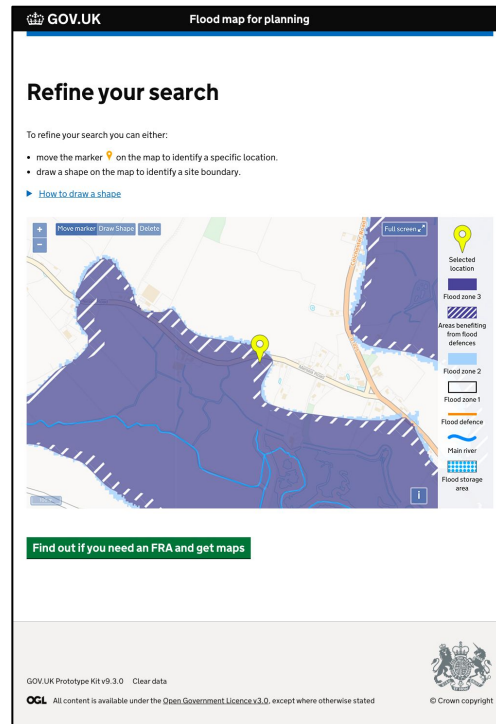 GOV.UK
Flood map for planning
Refine your search
To refine your search you can either:
• move the marker on the map to identify a specific location.
• draw a shape on the map to identify a site boundary.
How to draw a shape
+
−
Move marker
Draw Shape
Delete
Full screen
Selected
location
Flood zone 3
Areas benefiting
from flood
defences
Flood zone 2
Flood zone 1
Flood defence
Main river
Flood storage
area
i
Find out if you need an FRA and get maps
GOV.UK Prototype Kit v9.3.0
Clear data
OGL
All content is available under the Open Government Licence v3.0, except where otherwise stated
© Crown copyright